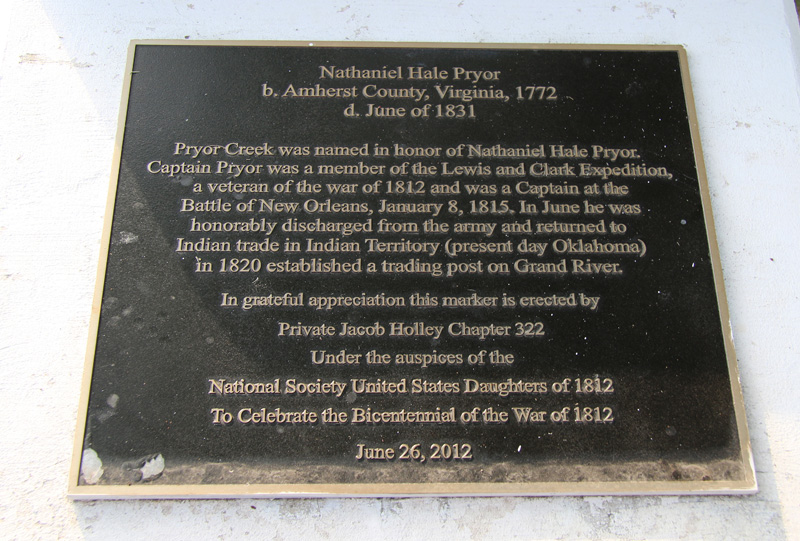 Nathaniel Hale Pryor
b. Amherst County, Virginia, 1772
d. June of 1831
Pryor Creek was named in honor of Nathaniel Hale Pryor.
Captain Pryor was a member of the Lewis and Clark Expedition,
a veteran of the war of 1812 and was a Captain at the
Battle of New Orleans, January 8, 1815. In June he was
honorably discharged from the army and returned to
Indian trade in Indian Territory (present day Oklahoma)
in 1820 established a trading post on Grand River.
In grateful appreciation this marker is erected by
Private Jacob Holley Chapter 322
Under the auspices of the
National Society United States Daughters of 1812
To Celebrate the Bicentennial of the War of 1812
June 26, 2012